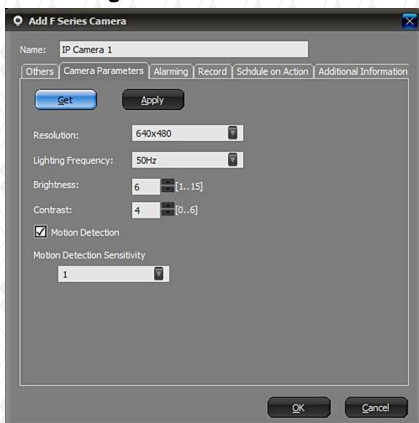 Add F Series Camera
Name: IP Camera 1
Others Camera Parameters Alarming Record Schdule on Action Additional Information
Get Apply
Resolution: 640x480
Lighting Frequency: 50Hz
Brightness: 6 [1..15]
Contrast: 4 [0..6]
Motion Detection
Motion Detection Sensitivity
1
OK Cancel